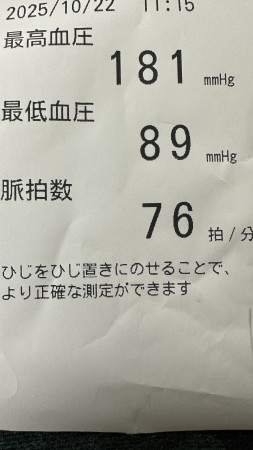 2025/10/22 11:15
最高血圧
181 mmHg
最低血圧
89 mmHg
脈拍数
76 拍/分
ひじをひじ置きにのせることで、
より正確な測定ができます